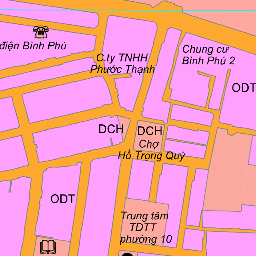 C.ty TNHH
Phước Thạnh
điện Bình Phú
Chung cư
Bình Phú 2
ODT
DCH
DCH
Chợ
Hồ Trọng Quý
ODT
Trung tâm
TDTT
phường 10